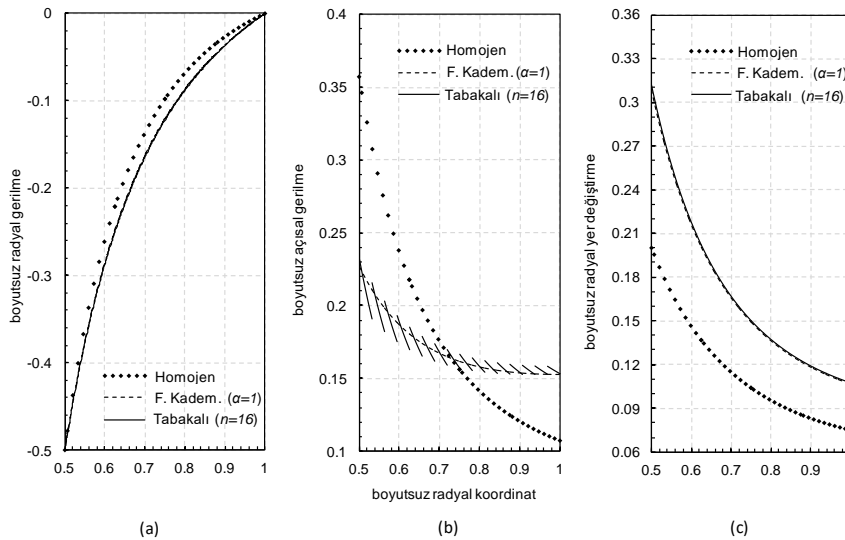 0
-0.1
-0.2
-0.3
-0.4
-0.5
0.5 0.6 0.7 0.8 0.9 1
boyutsuz radyal gerilme
Homojen
F. Kadem. (α=1)
Tabakalı (n=16)
(a)
0.4
0.35
0.3
0.25
0.2
0.15
0.1
0.5 0.6 0.7 0.8 0.9 1
boyutsuz açısal gerilme
boyutsuz radyal koordinat
Homojen
F. Kadem. (α=1)
Tabakalı (n=16)
(b)
0.36
0.33
0.3
0.27
0.24
0.21
0.18
0.15
0.12
0.09
0.06
0.5 0.6 0.7 0.8 0.9
boyutsuz radyal yer değiştirme
Homojen
F. Kadem. (α=1)
Tabakalı (n=16)
(c)